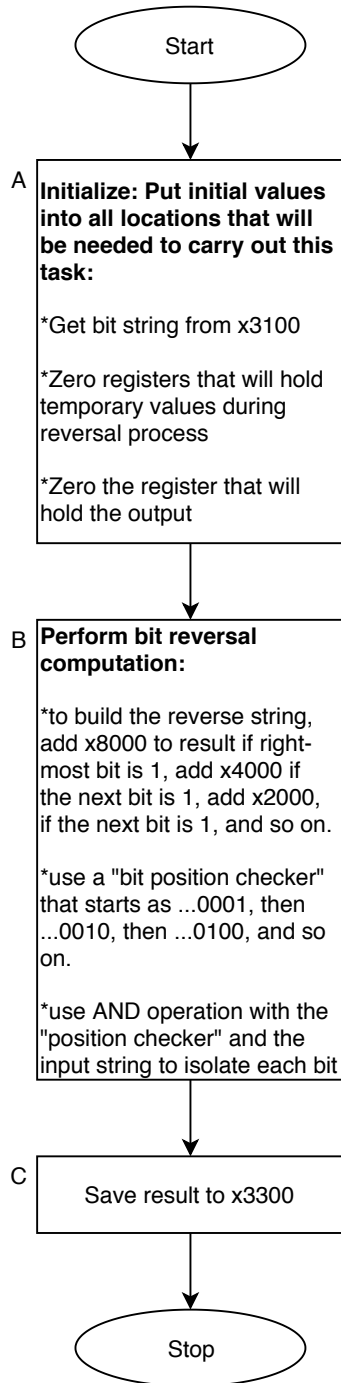 Start
A
Initialize: Put initial values
into all locations that will
be needed to carry out this
task:
*Get bit string from x3100
*Zero registers that will hold
temporary values during
reversal process
*Zero the register that will
hold the output
B
Perform bit reversal
computation:
*to build the reverse string,
add x8000 to result if right-
most bit is 1, add x4000 if
the next bit is 1, add x2000,
if the next bit is 1, and so on.
*use a "bit position checker"
that starts as ...0001, then
...0010, then ...0100, and so
on.
*use AND operation with the
"position checker" and the
input string to isolate each bit
C
Save result to x3300
Stop